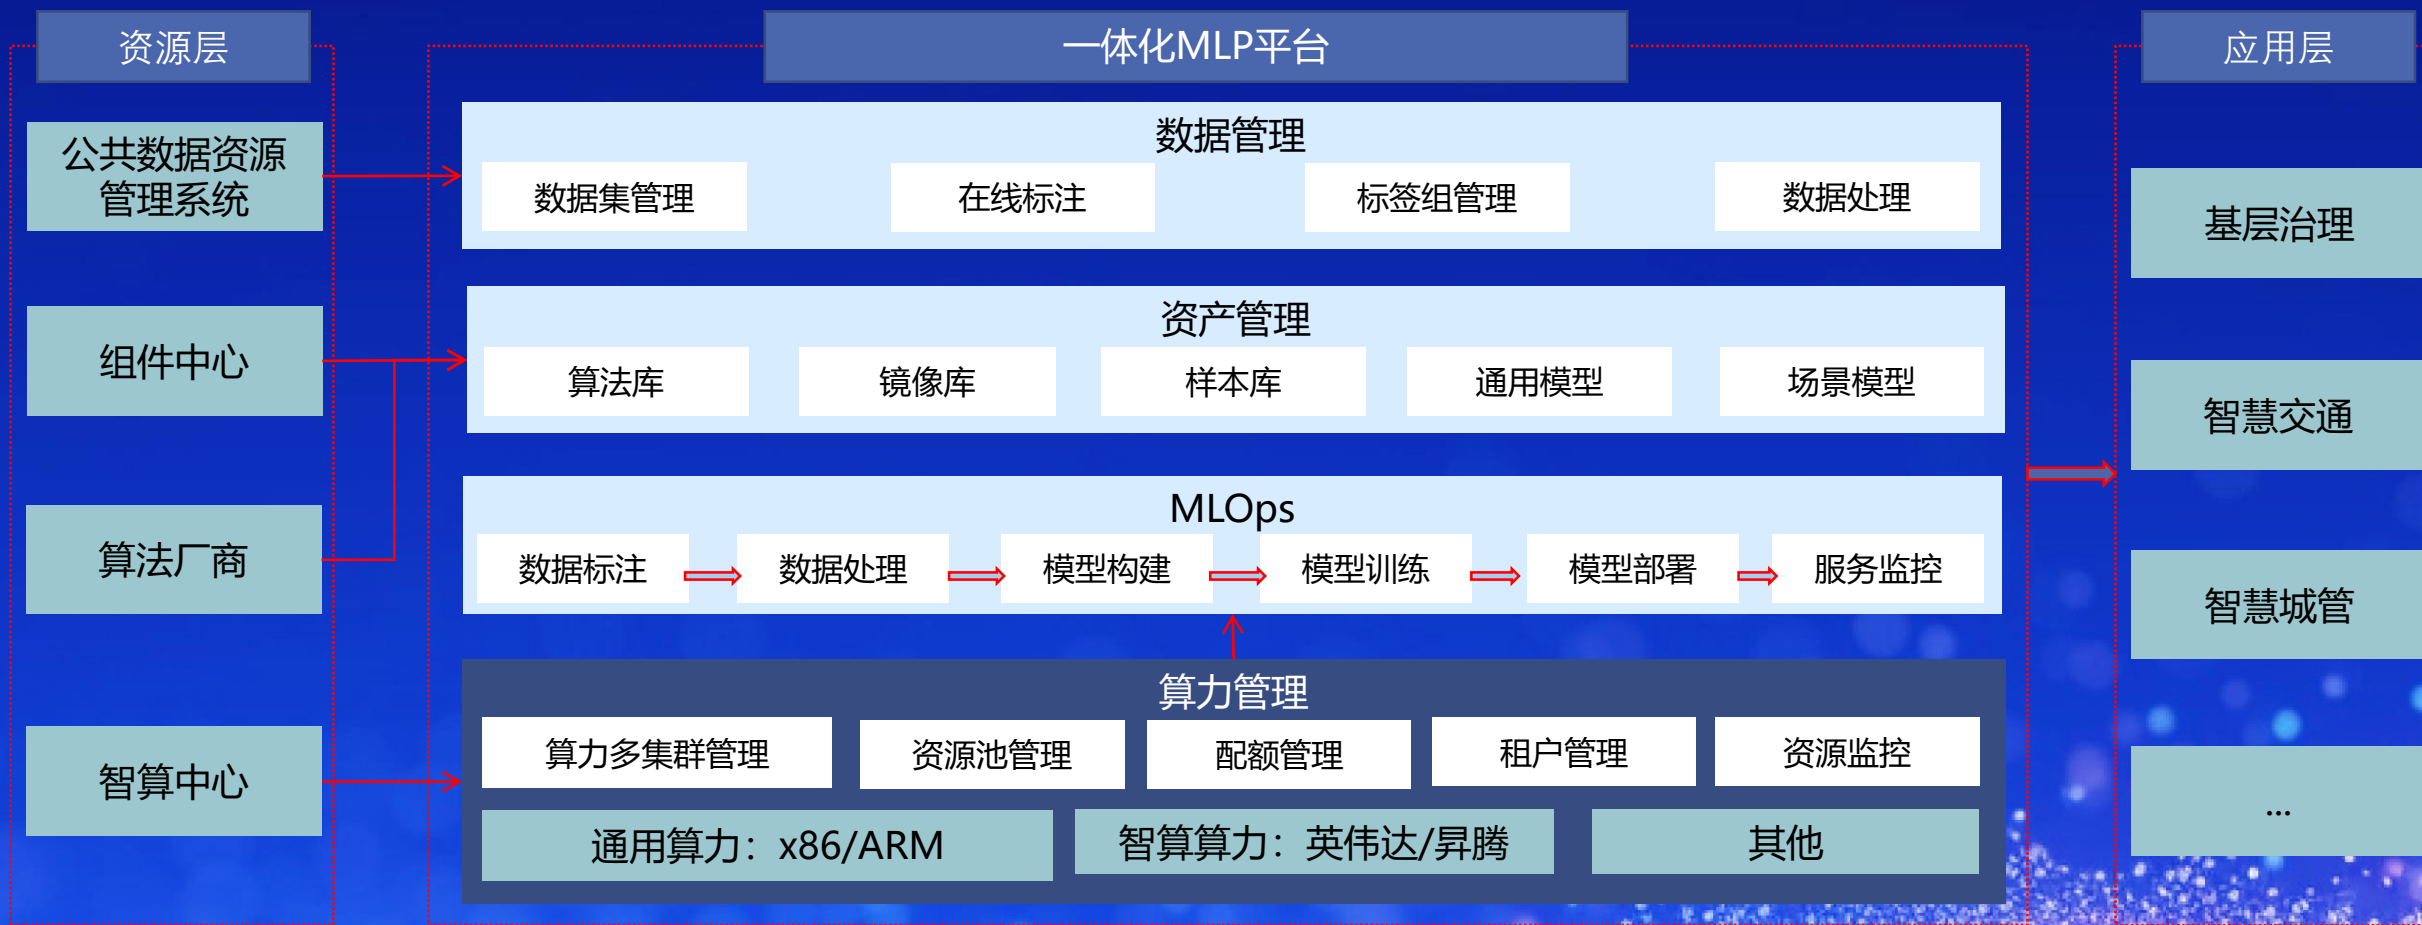 资源层
公共数据资源
管理系统
组件中心
算法厂商
智算中心
一体化MLP平台
数据管理
数据集管理
在线标注
标签组管理
数据处理
资产管理
算法库
镜像库
样本库
通用模型
场景模型
MLOps
数据标注
数据处理
模型构建
模型训练
模型部署
服务监控
算力管理
算力多集群管理
资源池管理
配额管理
租户管理
资源监控
通用算力：x86/ARM
智算算力：英伟达/昇腾
其他
应用层
基层治理
智慧交通
智慧城管
...